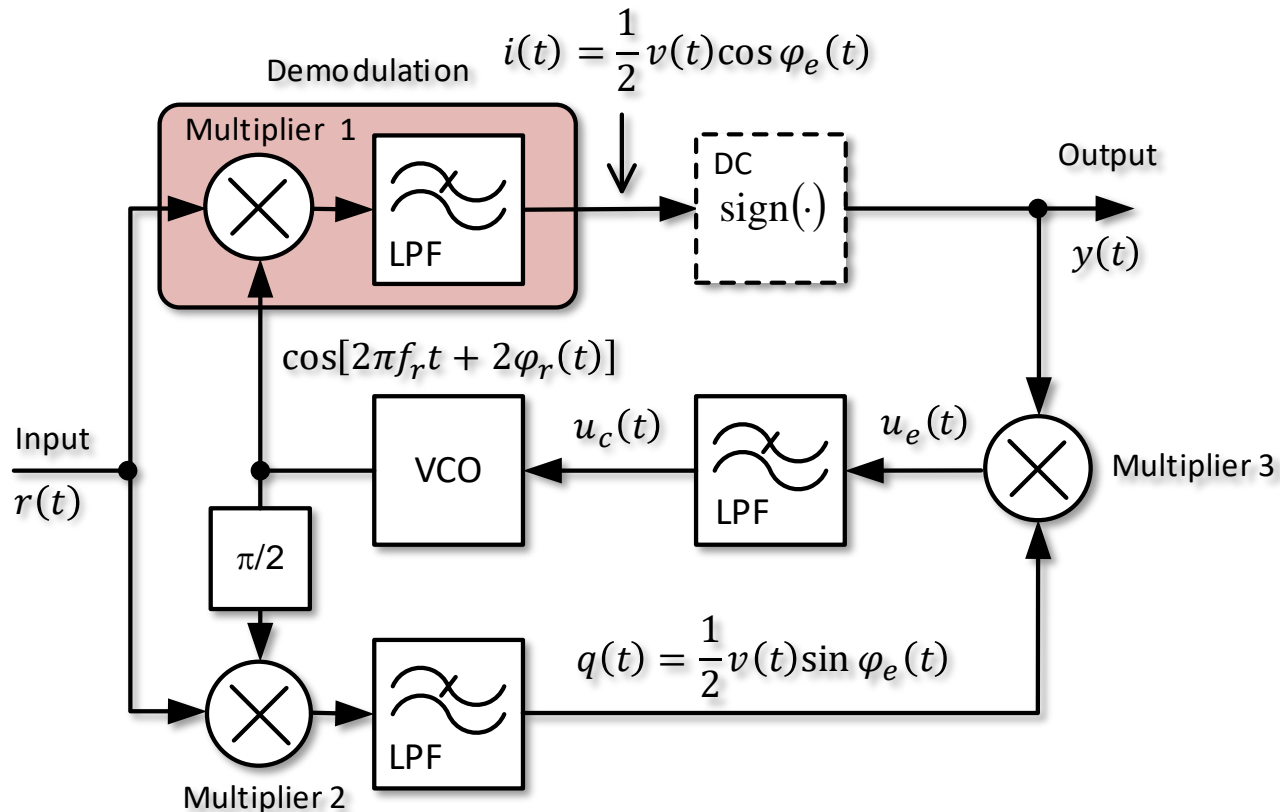 i(t) = 1/2 v(t)cos φ_e(t)
Demodulation
Multiplier 1
LPF
DC
sign(·)
Output
y(t)
cos[2πf_r t + 2φ_r(t)]
Input
r(t)
VCO
u_c(t)
LPF
u_e(t)
Multiplier 3
π/2
LPF
q(t) = 1/2 v(t)sin φ_e(t)
Multiplier 2